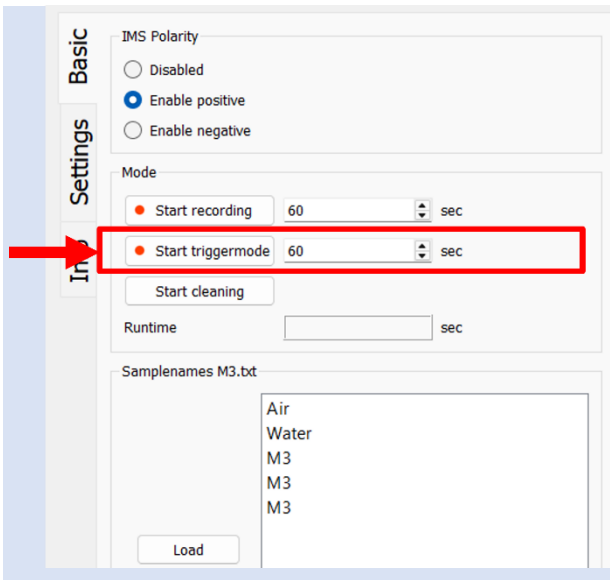 Basic
Settings
IMS Polarity
Disabled
Enable positive
Enable negative
Mode
Start recording 60 sec
Start triggermode 60 sec
Start cleaning
Runtime sec
Samplenames M3.txt
Air
Water
M3
M3
M3
Load